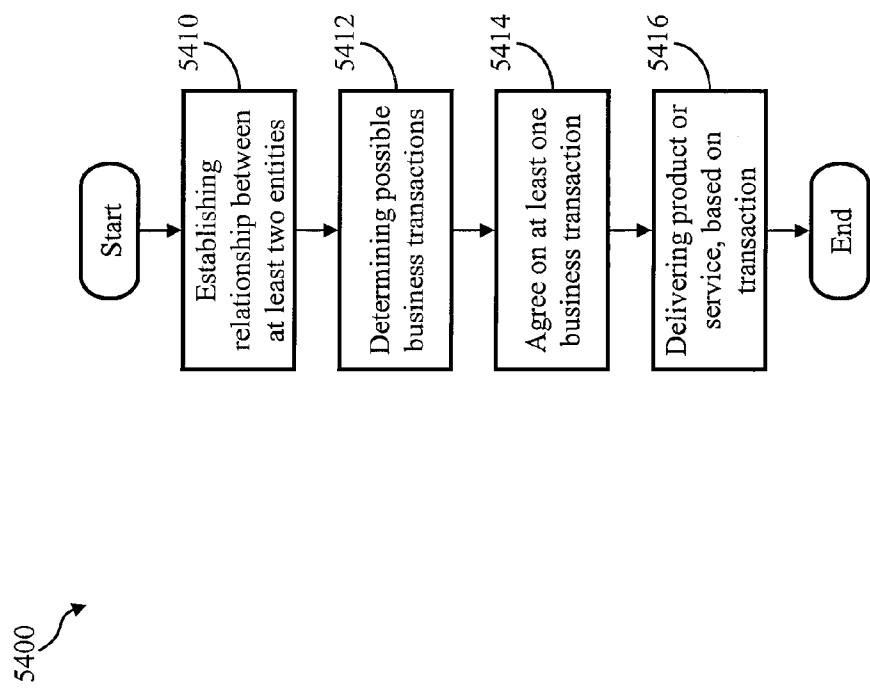 5400
Start
Establishing
relationship between
at least two entities
5410
Determining possible
business transactions
5412
Agree on at least one
business transaction
5414
Delivering product or
service, based on
transaction
5416
End